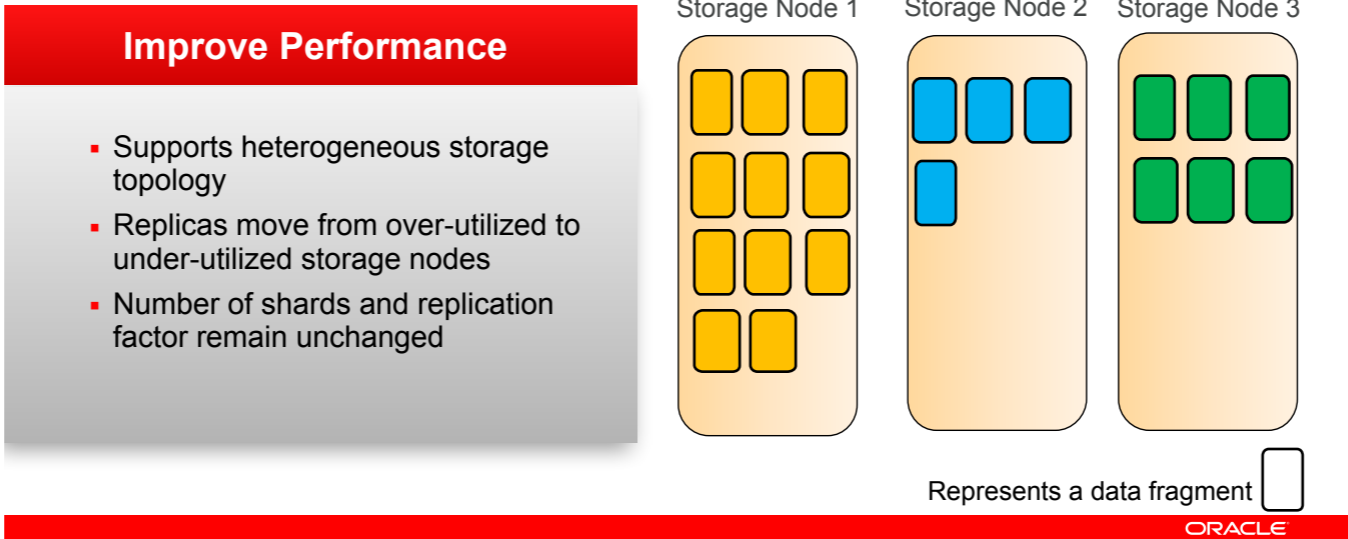 Improve Performance
▪ Supports heterogeneous storage
topology
▪ Replicas move from over-utilized to
under-utilized storage nodes
▪ Number of shards and replication
factor remain unchanged
Storage Node 1
Storage Node 2
Storage Node 3
Represents a data fragment
ORACLE